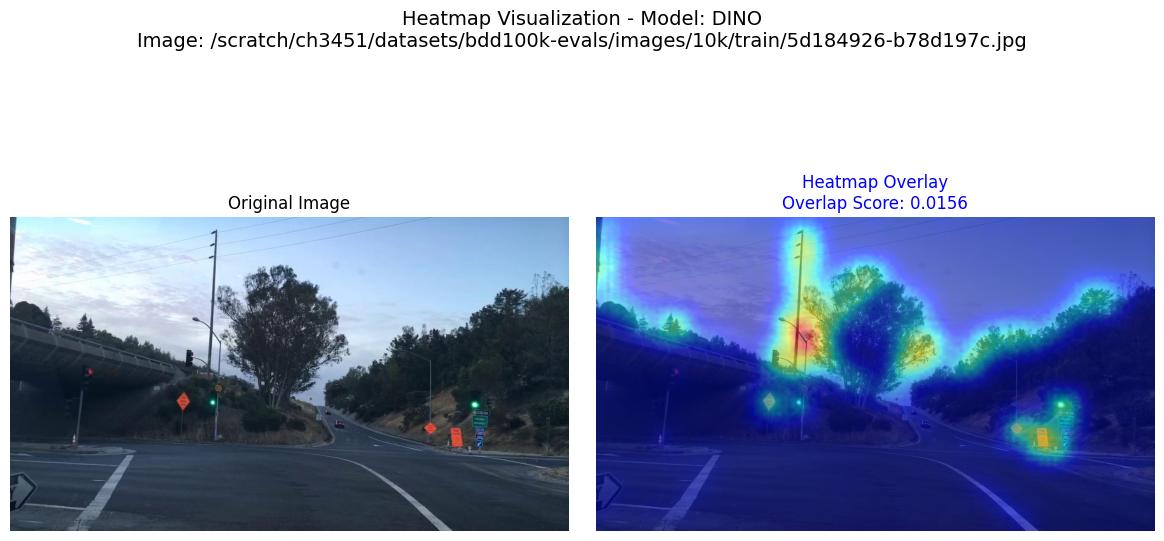 Heatmap Visualization - Model: DINO
Image: /scratch/ch3451/datasets/bdd100k-evals/images/10k/train/5d184926-b78d197c.jpg
Original Image
Heatmap Overlay
Overlap Score: 0.0156